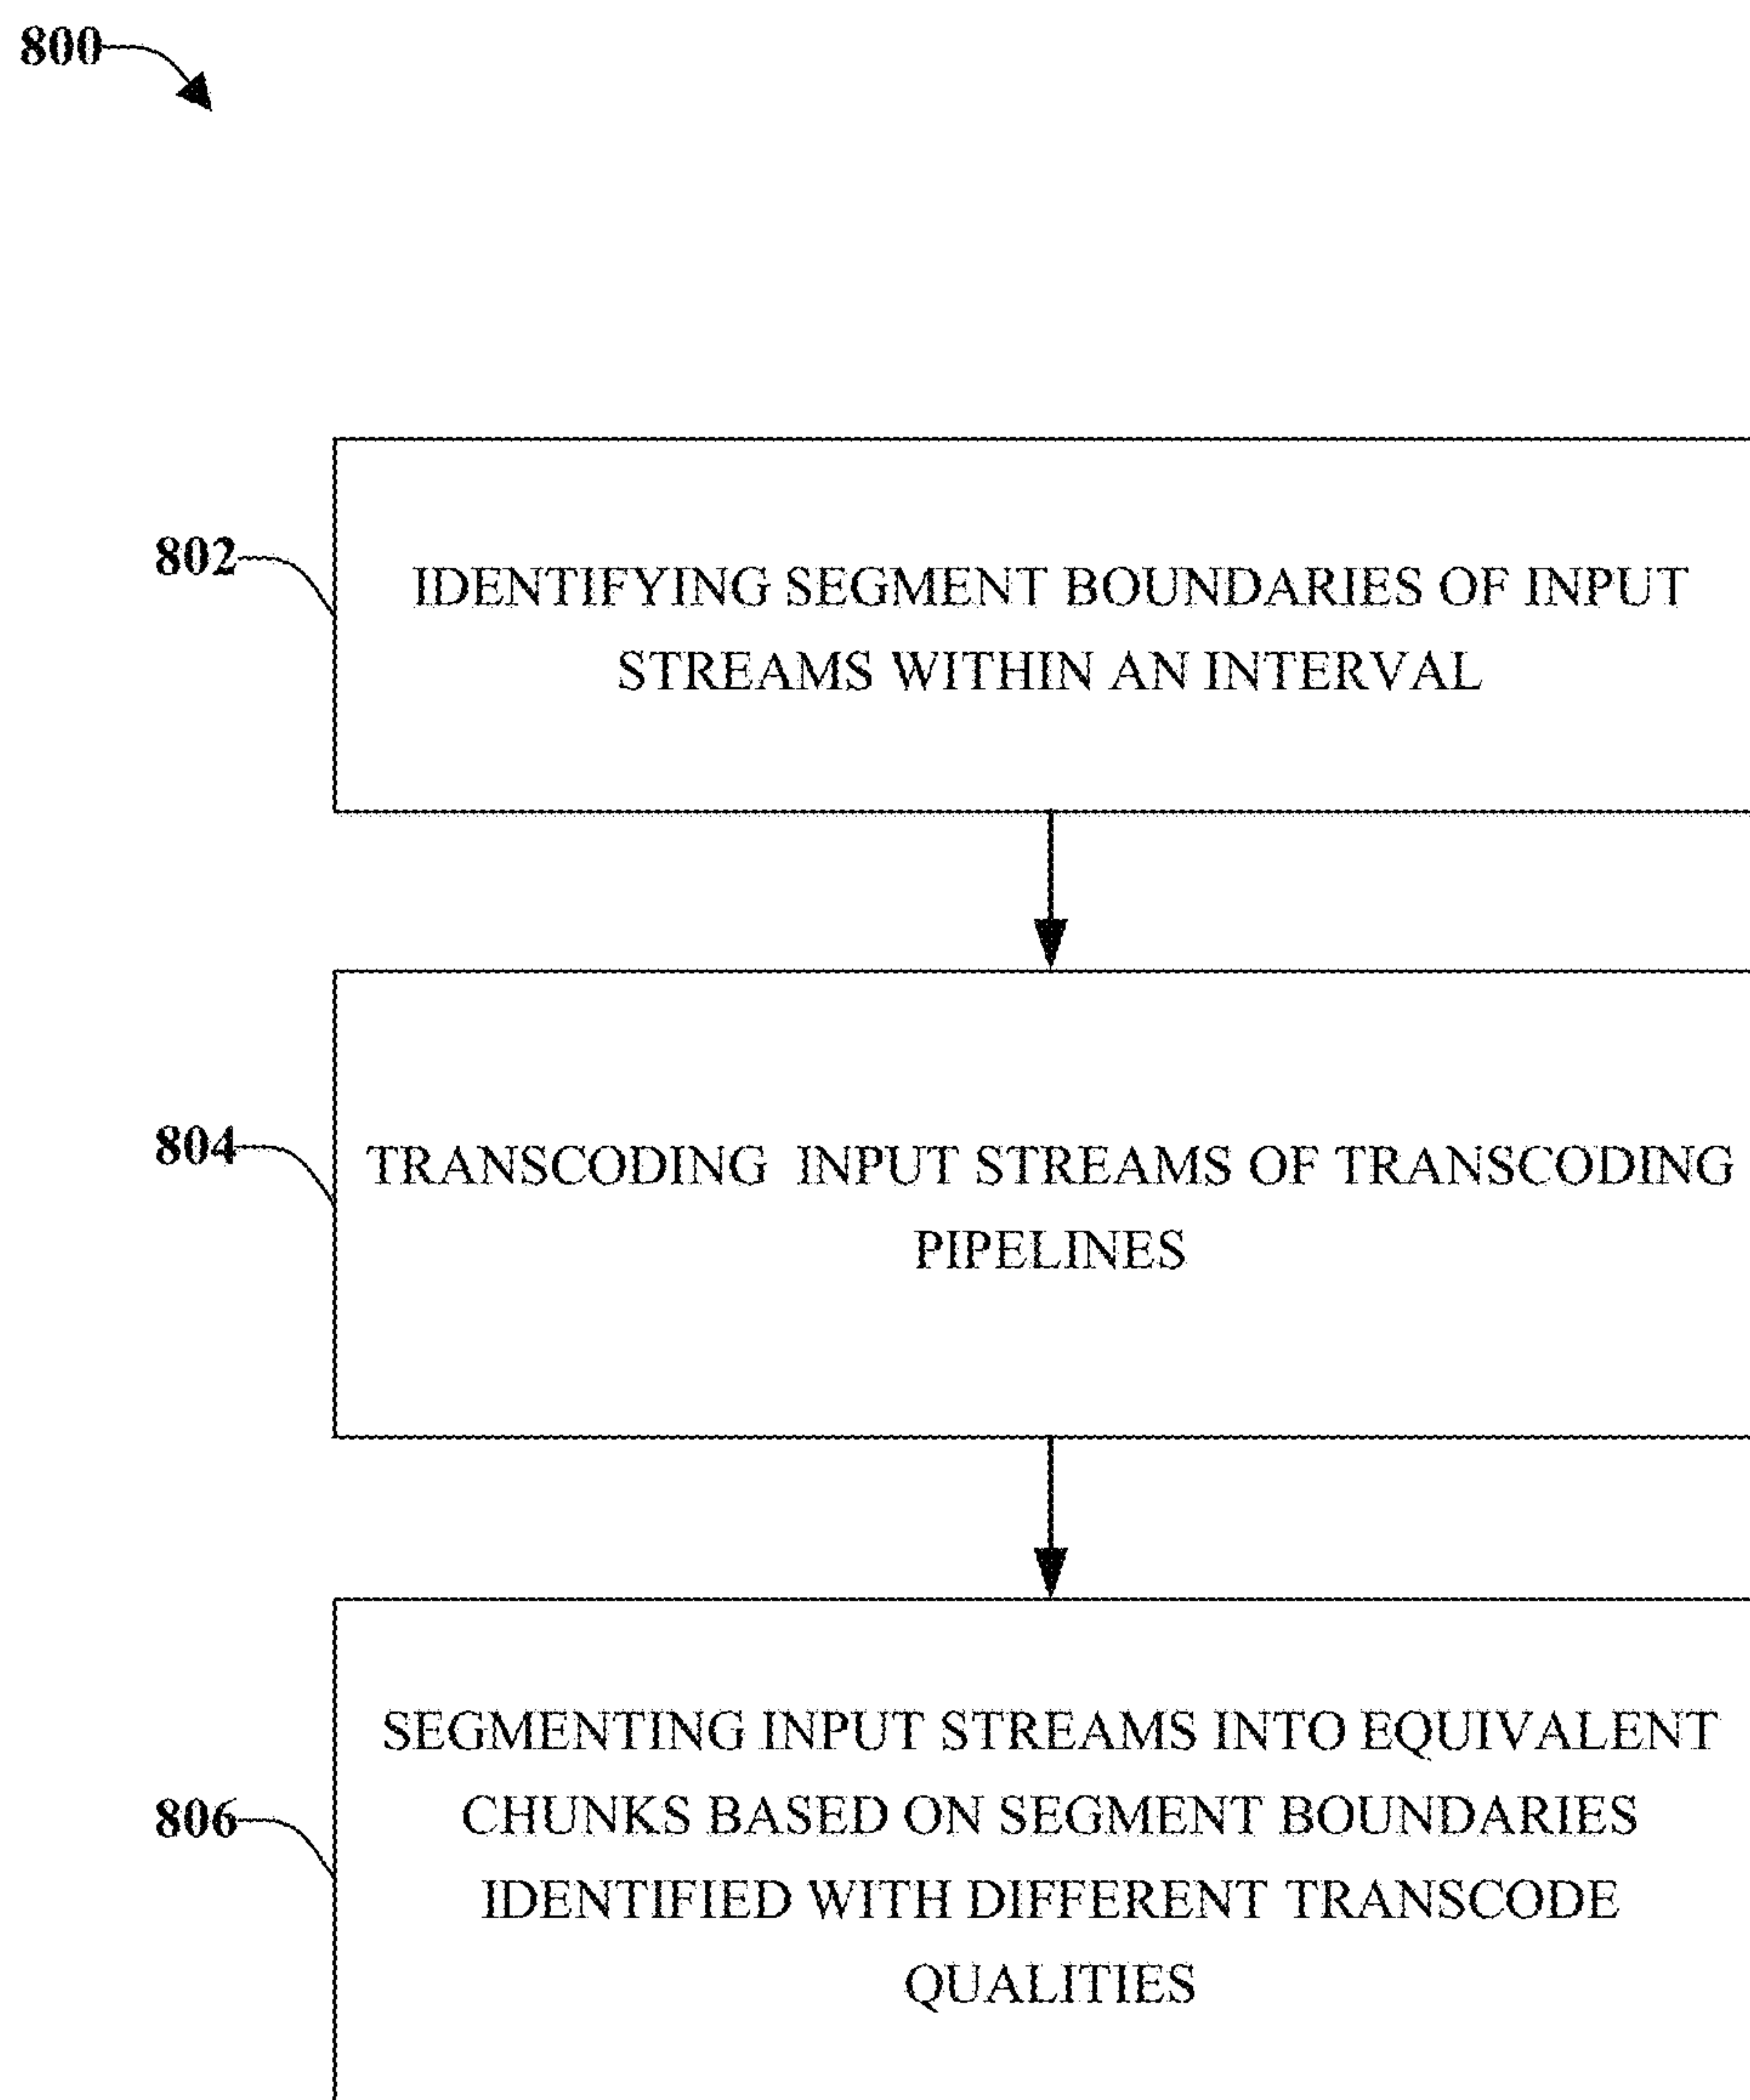 800
802
IDENTIFYING SEGMENT BOUNDARIES OF INPUT
STREAMS WITHIN AN INTERVAL
804
TRANSCODING INPUT STREAMS OF TRANSCODING
PIPELINES
SEGMENTING INPUT STREAMS INTO EQUIVALENT
806
CHUNKS BASED ON SEGMENT BOUNDARIES
IDENTIFIED WITH DIFFERENT TRANSCODE
QUALITIES